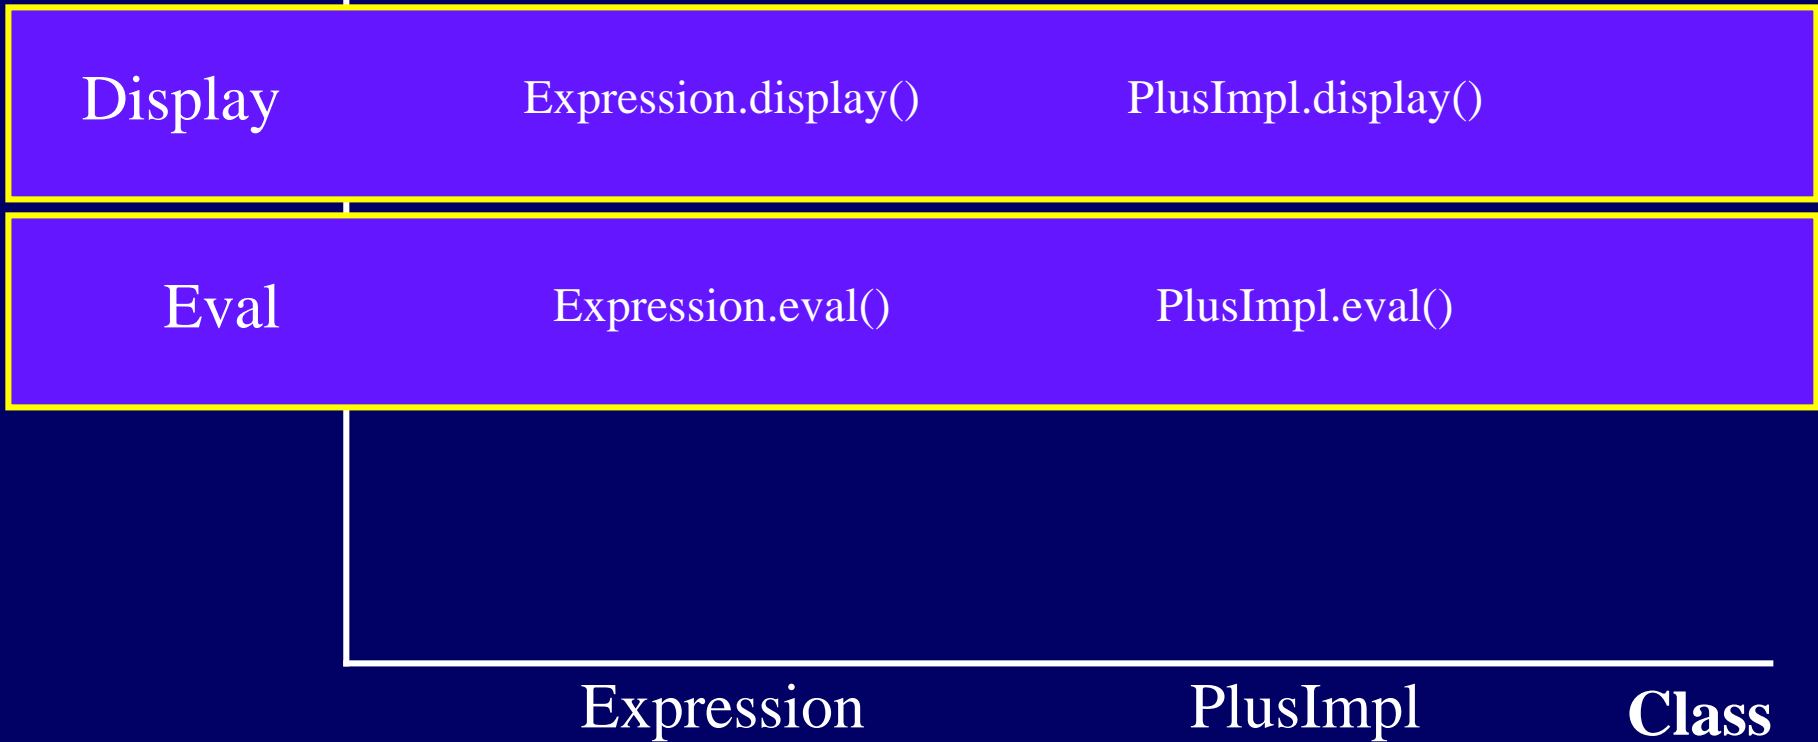 Display Expression.display() PlusImpl.display()
Eval Expression.eval() PlusImpl.eval()
Expression PlusImpl Class